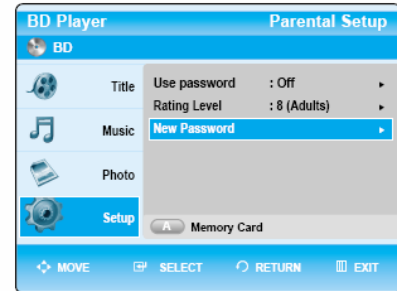 BD Player Parental Setup
BD
Title
Music
Photo
Setup
Use password : Off ►
Rating Level : 8 (Adults) ►
New Password ►
A Memory Card
MOVE SELECT RETURN EXIT